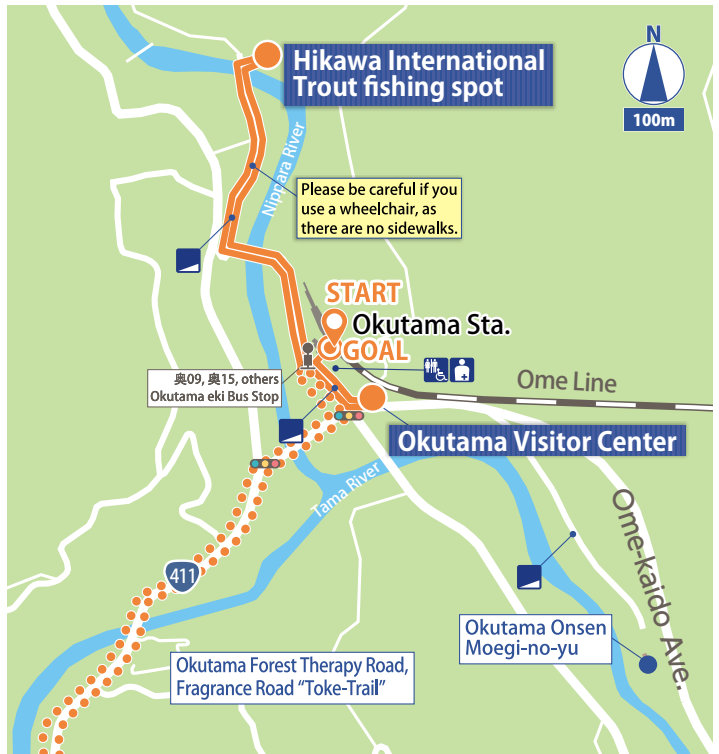 Hikawa International
Trout fishing spot
N
100m
Nippara River
Please be careful if you
use a wheelchair, as
there are no sidewalks.
START
Okutama Sta.
GOAL
奥09, 奥15, others
Okutama eki Bus Stop
Ome Line
Okutama Visitor Center
Tama River
Ome-kaido Ave.
411
Okutama Onsen
Moegi-no-yu
Okutama Forest Therapy Road,
Fragrance Road “Toke-Trail”